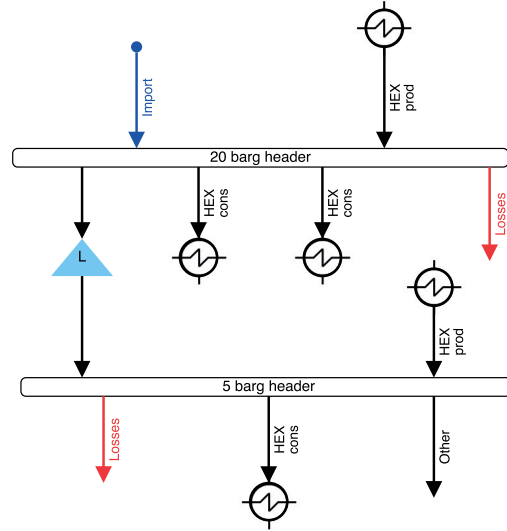 Import
HEX
prod
20 barg header
HEX
cons
HEX
cons
Losses
L
HEX
prod
5 barg header
Losses
HEX
cons
Other